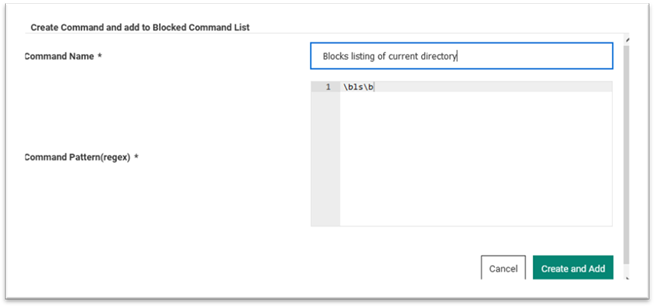 Create Command and add to Blocked Command List
Command Name *
Blocks listing of current directory
1 \bls\b
Command Pattern(regex) *
Cancel
Create and Add